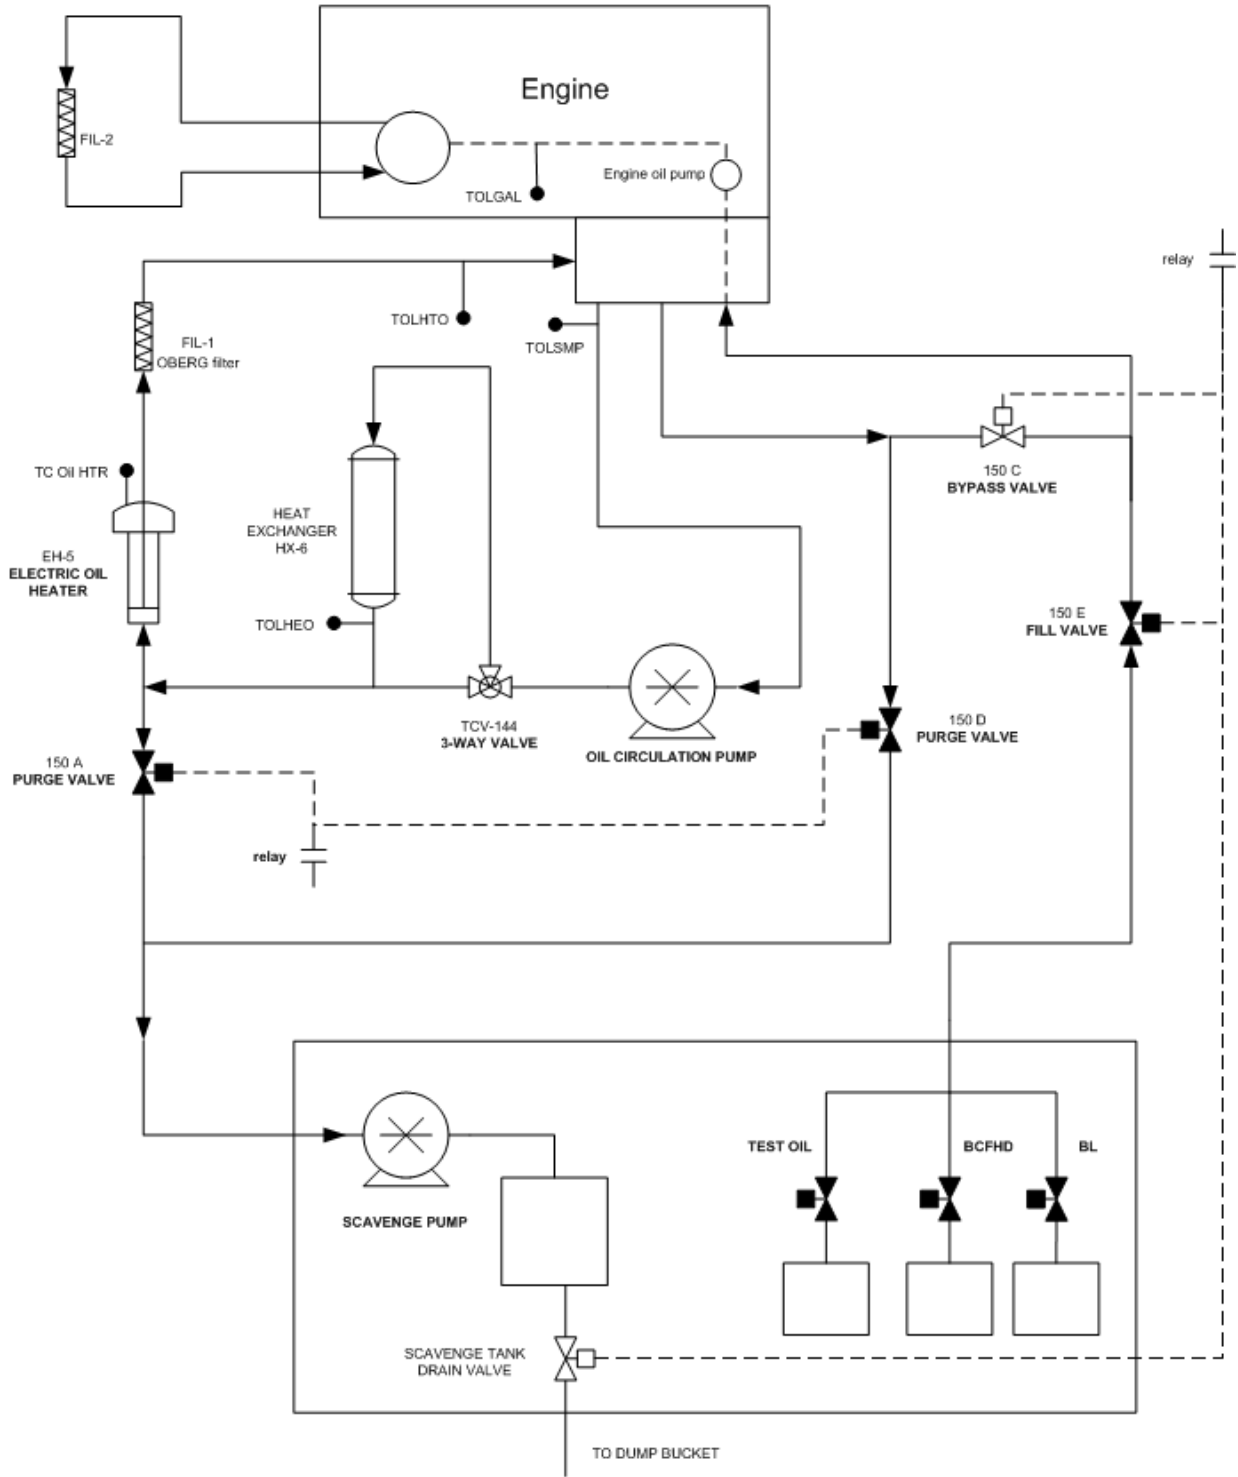 Engine
FIL-2
TOLGAL
Engine oil pump
relay
TOLHTO
TOLSMP
FIL-1
OBERG filter
TC Oil HTR
150 C
BYPASS VALVE
HEAT
EXCHANGER
HX-6
EH-5
ELECTRIC OIL
HEATER
TOLHEO
150 E
FILL VALVE
TCV-144
3-WAY VALVE
OIL CIRCULATION PUMP
150 D
PURGE VALVE
150 A
PURGE VALVE
relay
TEST OIL
BCFHD
BL
SCAVENGE PUMP
SCAVENGE TANK
DRAIN VALVE
TO DUMP BUCKET